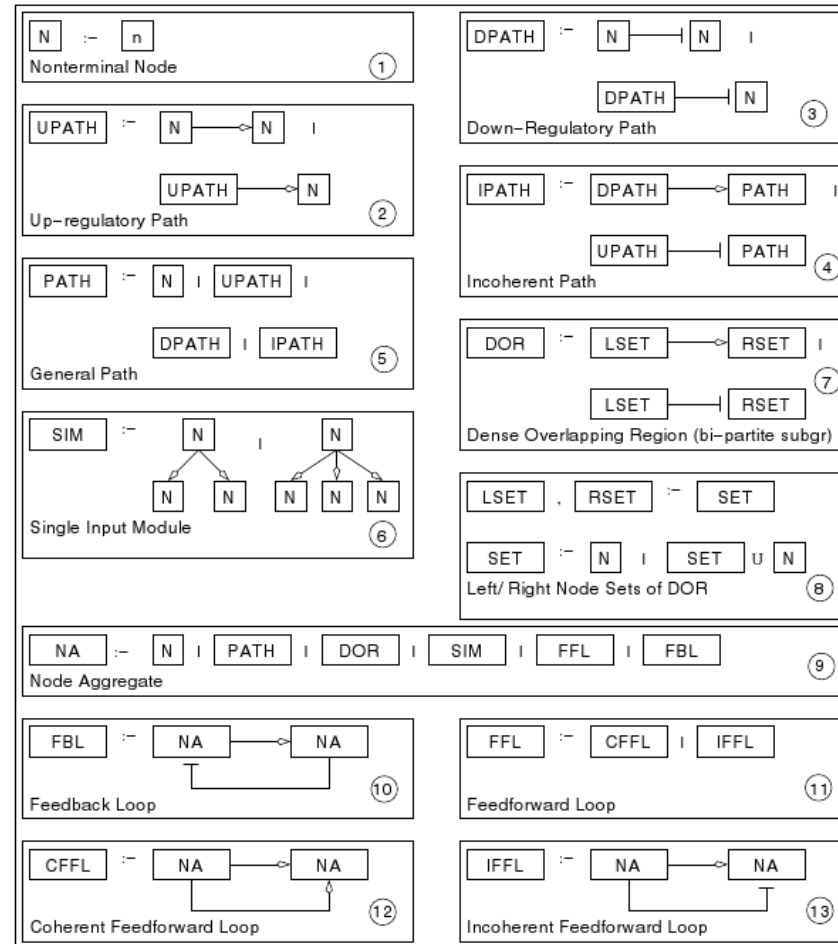 N :- n
Nonterminal Node 1
UPATH :- N N I
UPATH N
Up-regulatory Path 2
PATH :- N I UPATH I
DPATH I IPATH
General Path 5
SIM :- N I N
N N N N N
Single Input Module 6
DPATH :- N N I
DPATH N
Down-Regulatory Path 3
IPATH :- DPATH PATH I
UPATH PATH
Incoherent Path 4
DOR :- LSET RSET I
LSET RSET
Dense Overlapping Region (bi-partite subgr) 7
LSET , RSET :- SET
SET :- N I SET U N
Left/ Right Node Sets of DOR 8
NA :- N I PATH I DOR I SIM I FFL I FBL
Node Aggregate 9
FBL :- NA NA
Feedback Loop 10
FFL :- CFFL I IFFL
Feedforward Loop 11
CFFL :- NA NA
Coherent Feedforward Loop 12
IFFL :- NA NA
Incoherent Feedforward Loop 13